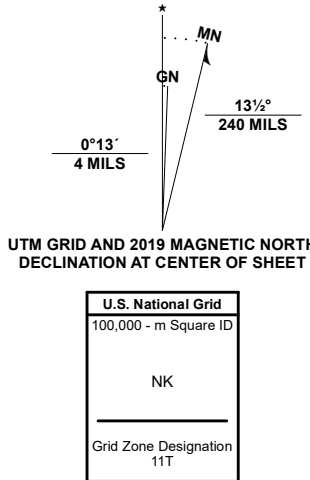 ★
MN
GN
13½°
240 MILS
0°13´
4 MILS
UTM GRID AND 2019 MAGNETIC NORTH
DECLINATION AT CENTER OF SHEET
U.S. National Grid
100,000 - m Square ID
NK
Grid Zone Designation
11T